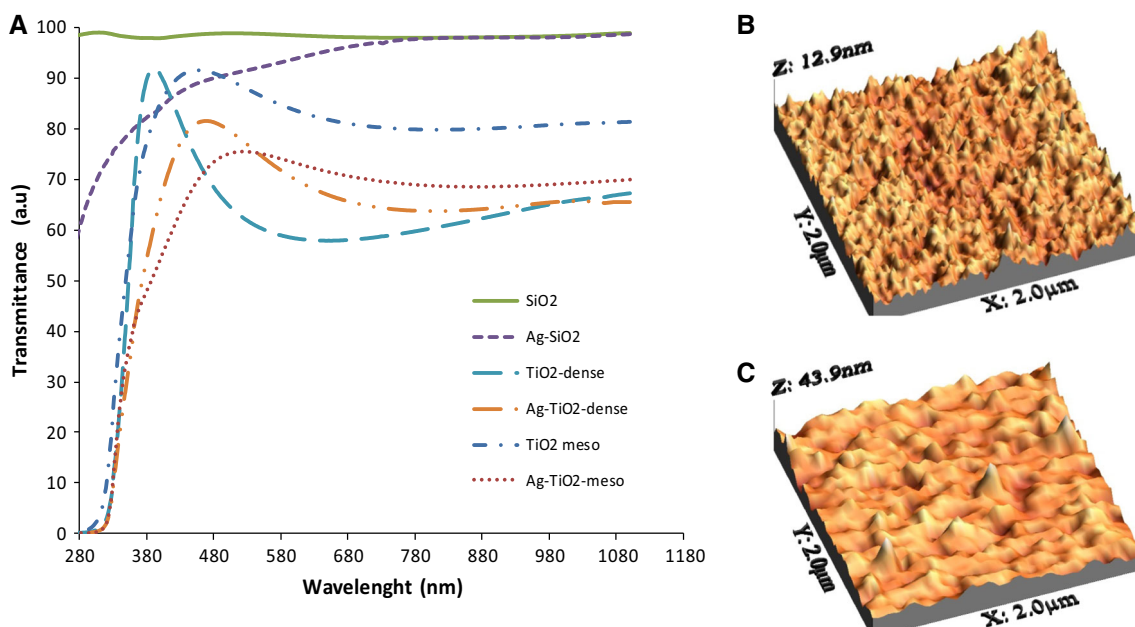 A
Transmittance (a.u)
100
90
80
70
60
50
40
30
20
10
0
280 380 480 580 680 780 880 980 1080 1180
Wavelenght (nm)
SiO2
Ag-SiO2
TiO2-dense
Ag-TiO2-dense
TiO2 meso
Ag-TiO2-meso
B
Z: 12.9nm
Y: 2.0µm
X: 2.0µm
C
Z: 43.9nm
Y: 2.0µm
X: 2.0µm